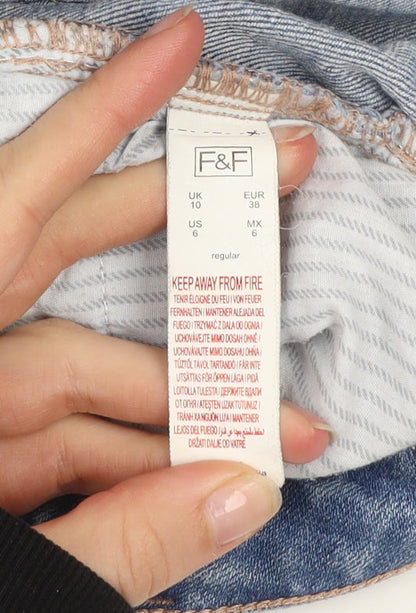 F&F
UK EUR
10 38
US MX
6 6
regular
KEEP AWAY FROM FIRE
TENIR ÉLOIGNÉ DU FEU / VON FEUER
FERNHALTEN / MANTENER ALEJADA DEL
FUEGO / TRZYMAĆ Z DALA OD OGNIA /
UCHOVÁVEJTE MIMO DOSAH OHNĚ /
UCHOVÁVAJTE MIMO DOSAHU OHŇA /
TŰZTŐL TÁVOL TARTANDÓ / FÅR INTE
UTSÄTTAS FÖR ÖPPEN LÅGA / PIDÄ
LOITOLLA TULESTA / ДЕРЖИТЕ ВДАЛИ
ОТ ОГНЯ / ATEŞTEN UZAK TUTUNUZ /
TRÁNH XA NGUỒN LỬA / MANTENER
LEJOS DEL FUEGO /
DRŽATI DALJE OD VATRE